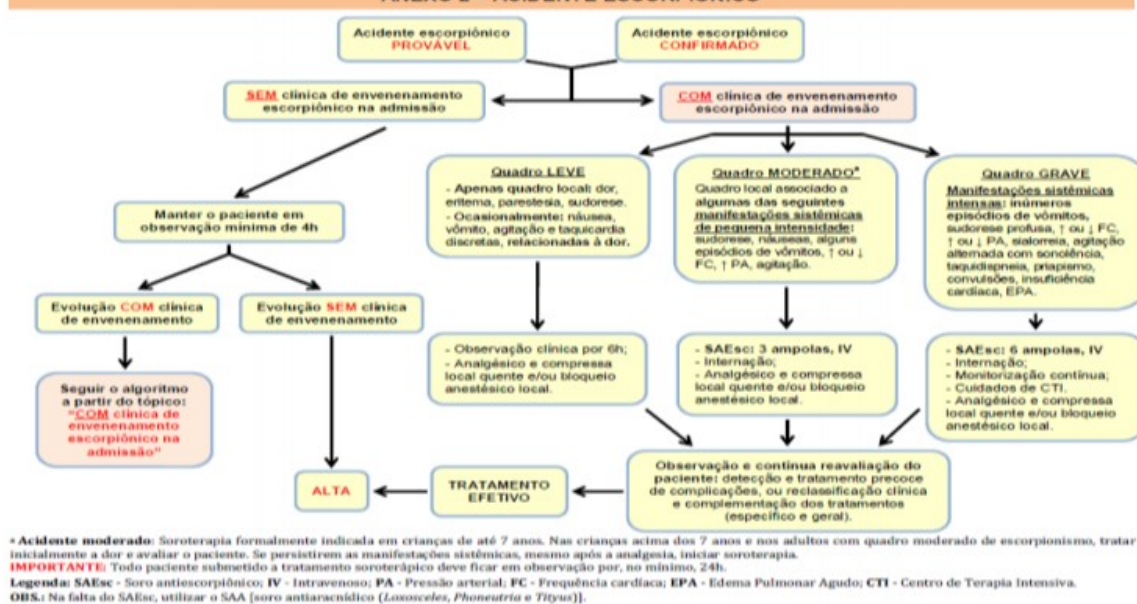 ANEXO 2 – ACIDENTE ESCORPIÔNICO
Acidente escorpiônico
PROVÁVEL
Acidente escorpiônico
CONFIRMADO
SEM clínica de envenenamento
escorpiônico na admissão
COM clínica de envenenamento
escorpiônico na admissão
Manter o paciente em
observação mínima de 4h
Evolução COM clínica
de envenenamento
Evolução SEM clínica
de envenenamento
Seguir o algoritmo
a partir do tópico:
"COM clínica de
envenenamento
escorpiônico na
admissão"
Quadro LEVE
- Apenas quadro local: dor,
eritema, parestesia, sudorese.
- Ocasionalmente: náusea,
vômito, agitação e taquicardia
discretas, relacionadas à dor.
Quadro MODERADOª
Quadro local associado a
algumas das seguintes
manifestações sistêmicas
de pequena intensidade:
sudorese, náuseas, alguns
episódios de vômitos, ↑ ou ↓
FC, ↑ PA, agitação.
Quadro GRAVE
Manifestações sistêmicas
intensas: inúmeros
episódios de vômitos,
sudorese profusa, ↑ ou ↓ FC,
↑ ou ↓ PA, sialorreia, agitação
alternada com sonolência,
taquidispneia, priapismo,
convulsões, insuficiência
cardíaca, EPA.
- Observação clínica por 6h;
- Analgésico e compressa
local quente e/ou bloqueio
anestésico local.
- SAEsc: 3 ampolas, IV
- Internação;
- Analgésico e compressa
local quente e/ou bloqueio
anestésico local.
- SAEsc: 6 ampolas, IV
- Internação;
- Monitorização contínua;
- Cuidados de CTI.
- Analgésico e compressa
local quente e/ou bloqueio
anestésico local.
ALTA
TRATAMENTO
EFETIVO
Observação e contínua reavaliação do
paciente: detecção e tratamento precoce
de complicações, ou reclassificação clínica
e complementação dos tratamentos
(específico e geral).
ª Acidente moderado: Soroterapia formalmente indicada em crianças de até 7 anos. Nas crianças acima dos 7 anos e nos adultos com quadro moderado de escorpionismo, tratar
inicialmente a dor e avaliar o paciente. Se persistirem as manifestações sistêmicas, mesmo após a analgesia, iniciar soroterapia.
IMPORTANTE: Todo paciente submetido a tratamento soroterápico deve ficar em observação por, no mínimo, 24h.
Legenda: SAEsc - Soro antiescorpiônico; IV - Intravenoso; PA - Pressão arterial; FC - Frequência cardíaca; EPA - Edema Pulmonar Agudo; CTI - Centro de Terapia Intensiva.
OBS.: Na falta do SAEsc, utilizar o SAA [soro antiaracnídico (Loxosceles, Phoneutria e Tityus)].